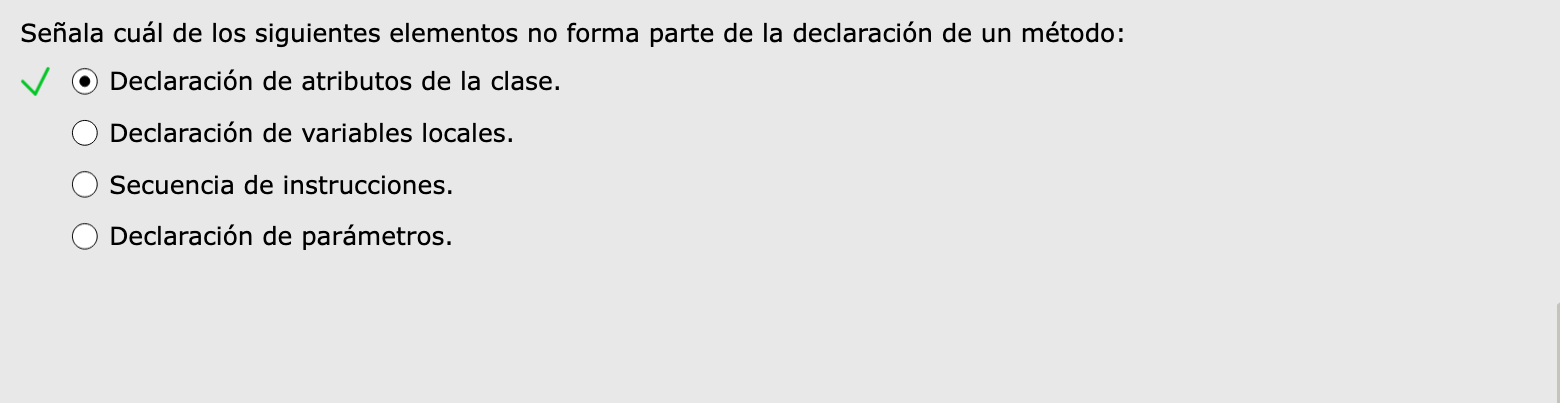 Señala cuál de los siguientes elementos no forma parte de la declaración de un método:
Declaración de atributos de la clase.
Declaración de variables locales.
Secuencia de instrucciones.
Declaración de parámetros.